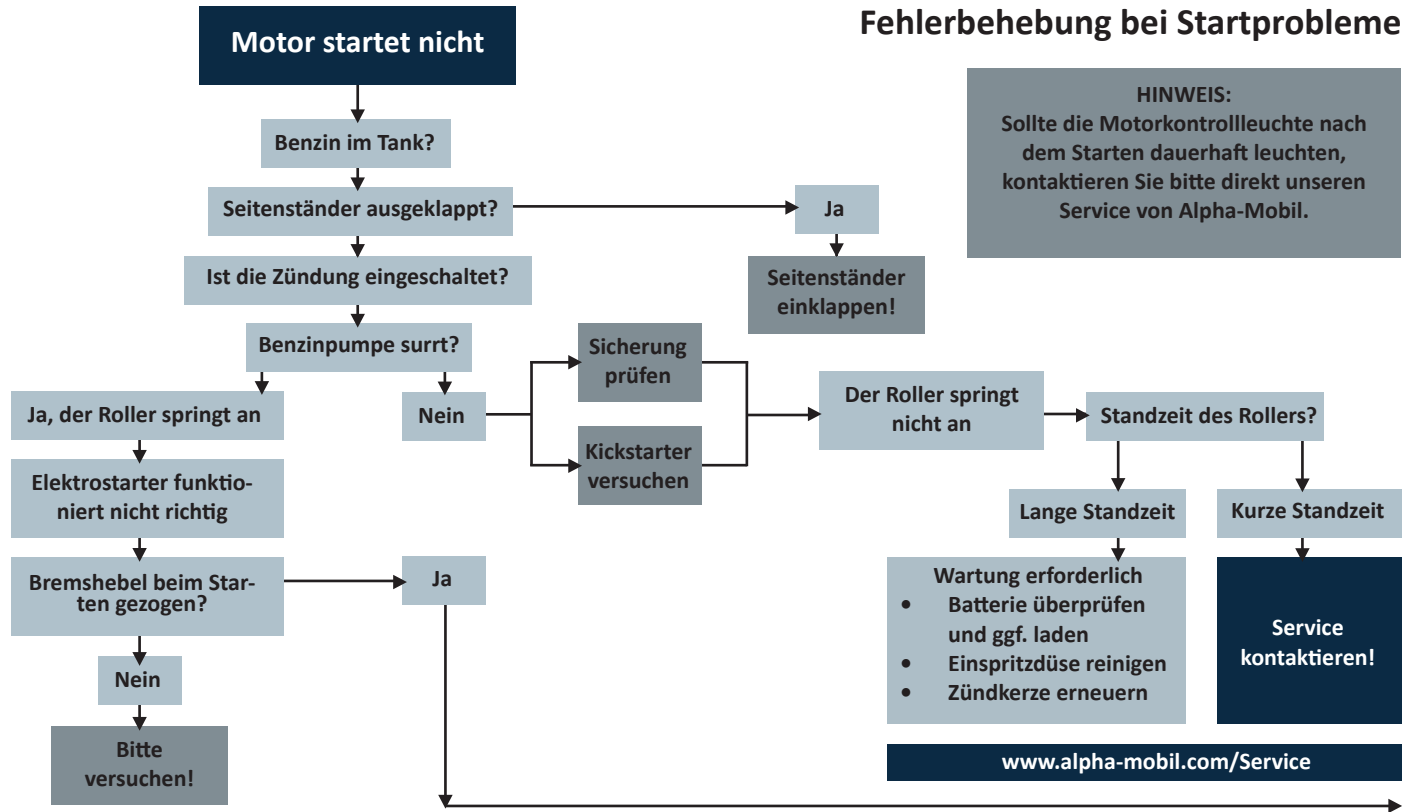 Fehlerbehebung bei Startprobleme
Motor startet nicht
HINWEIS:
Sollte die Motorkontrollleuchte nach
dem Starten dauerhaft leuchten,
kontaktieren Sie bitte direkt unseren
Service von Alpha-Mobil.
Benzin im Tank?
Seitenständer ausgeklappt?
Ja
Seitenständer
einklappen!
Ist die Zündung eingeschaltet?
Benzinpumpe surrt?
Ja, der Roller springt an
Nein
Sicherung
prüfen
Kickstarter
versuchen
Der Roller springt
nicht an
Standzeit des Rollers?
Elektrostarter funktio-
niert nicht richtig
Lange Standzeit
Kurze Standzeit
Bremshebel beim Star-
ten gezogen?
Ja
Wartung erforderlich
• Batterie überprüfen
und ggf. laden
• Einspritzdüse reinigen
• Zündkerze erneuern
Service
kontaktieren!
Nein
Bitte
versuchen!
www.alpha-mobil.com/Service